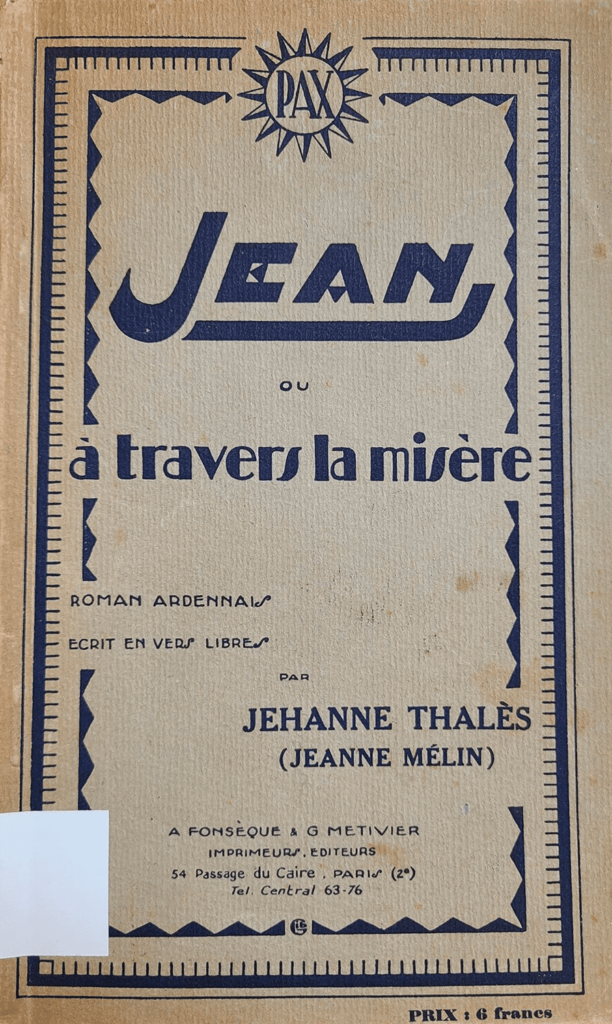 PAX
JEAN
OU
à travers la misère
ROMAN ARDENNAIS
ECRIT EN VERS LIBRES
PAR
JEHANNE THALÈS
(JEANNE MÉLIN)
A FONSÈQUE & G METIVIER
IMPRIMEURS, EDITEURS
54 Passage du Caire, PARIS (2e)
Tel. Central 63-76
PRIX : 6 francs